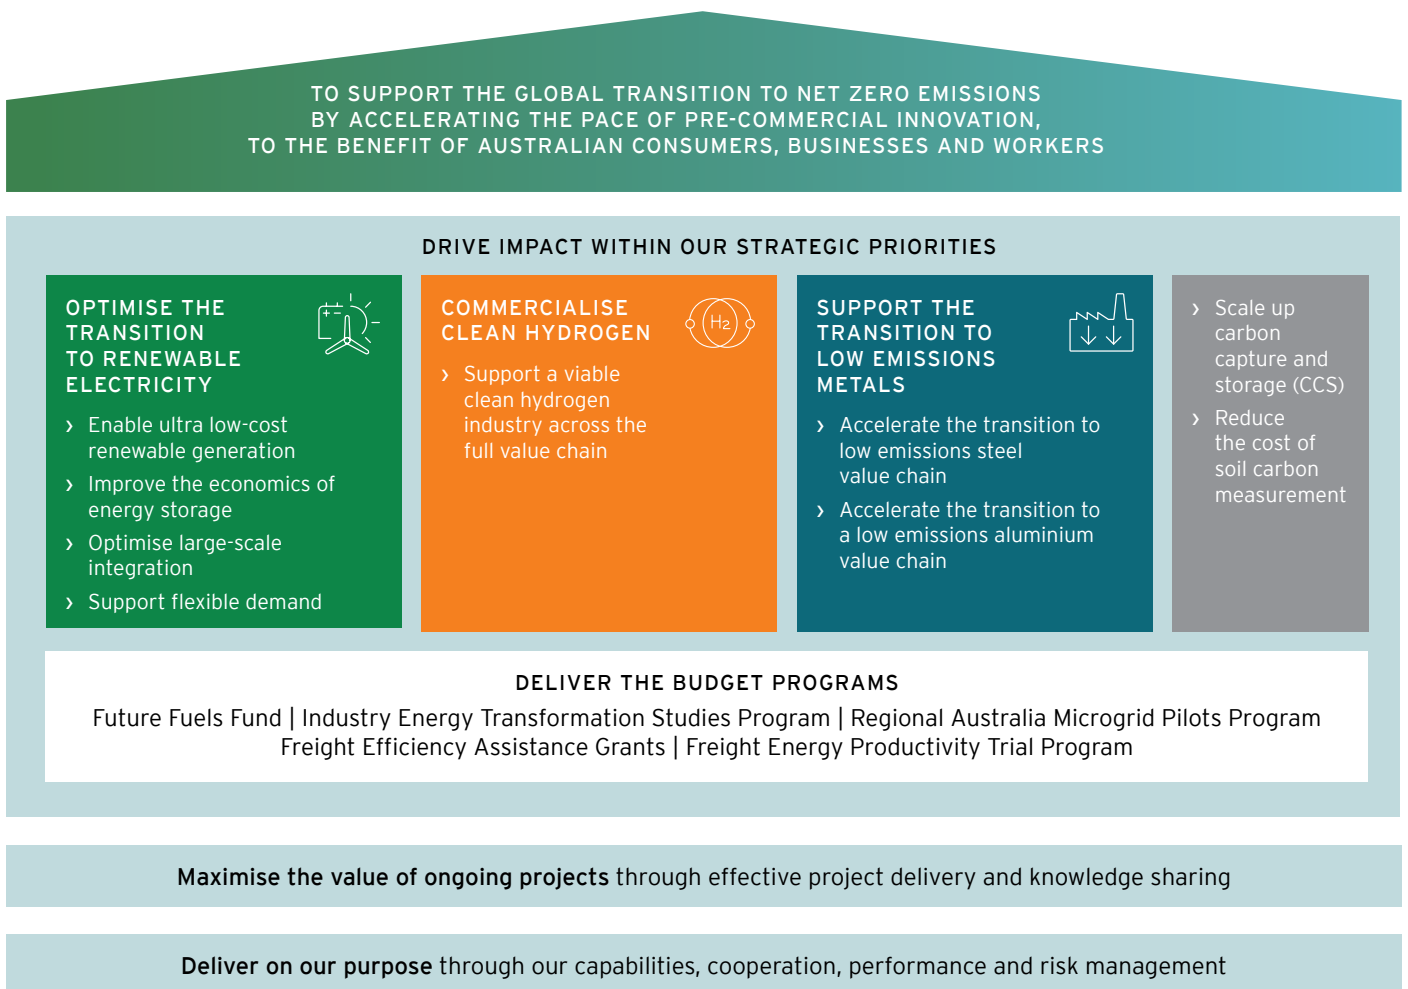 TO SUPPORT THE GLOBAL TRANSITION TO NET ZERO EMISSIONS
BY ACCELERATING THE PACE OF PRE-COMMERCIAL INNOVATION,
TO THE BENEFIT OF AUSTRALIAN CONSUMERS, BUSINESSES AND WORKERS
DRIVE IMPACT WITHIN OUR STRATEGIC PRIORITIES
OPTIMISE THE
TRANSITION
TO RENEWABLE
ELECTRICITY
› Enable ultra low-cost
renewable generation
› Improve the economics of
energy storage
› Optimise large-scale
integration
› Support flexible demand
COMMERCIALISE
CLEAN HYDROGEN
H2
› Support a viable
clean hydrogen
industry across the
full value chain
SUPPORT THE
TRANSITION TO
LOW EMISSIONS
METALS
› Accelerate the transition to
low emissions steel
value chain
› Accelerate the transition to
a low emissions aluminium
value chain
› Scale up
carbon
capture and
storage (CCS)
› Reduce
the cost of
soil carbon
measurement
DELIVER THE BUDGET PROGRAMS
Future Fuels Fund | Industry Energy Transformation Studies Program | Regional Australia Microgrid Pilots Program
Freight Efficiency Assistance Grants | Freight Energy Productivity Trial Program
Maximise the value of ongoing projects through effective project delivery and knowledge sharing
Deliver on our purpose through our capabilities, cooperation, performance and risk management